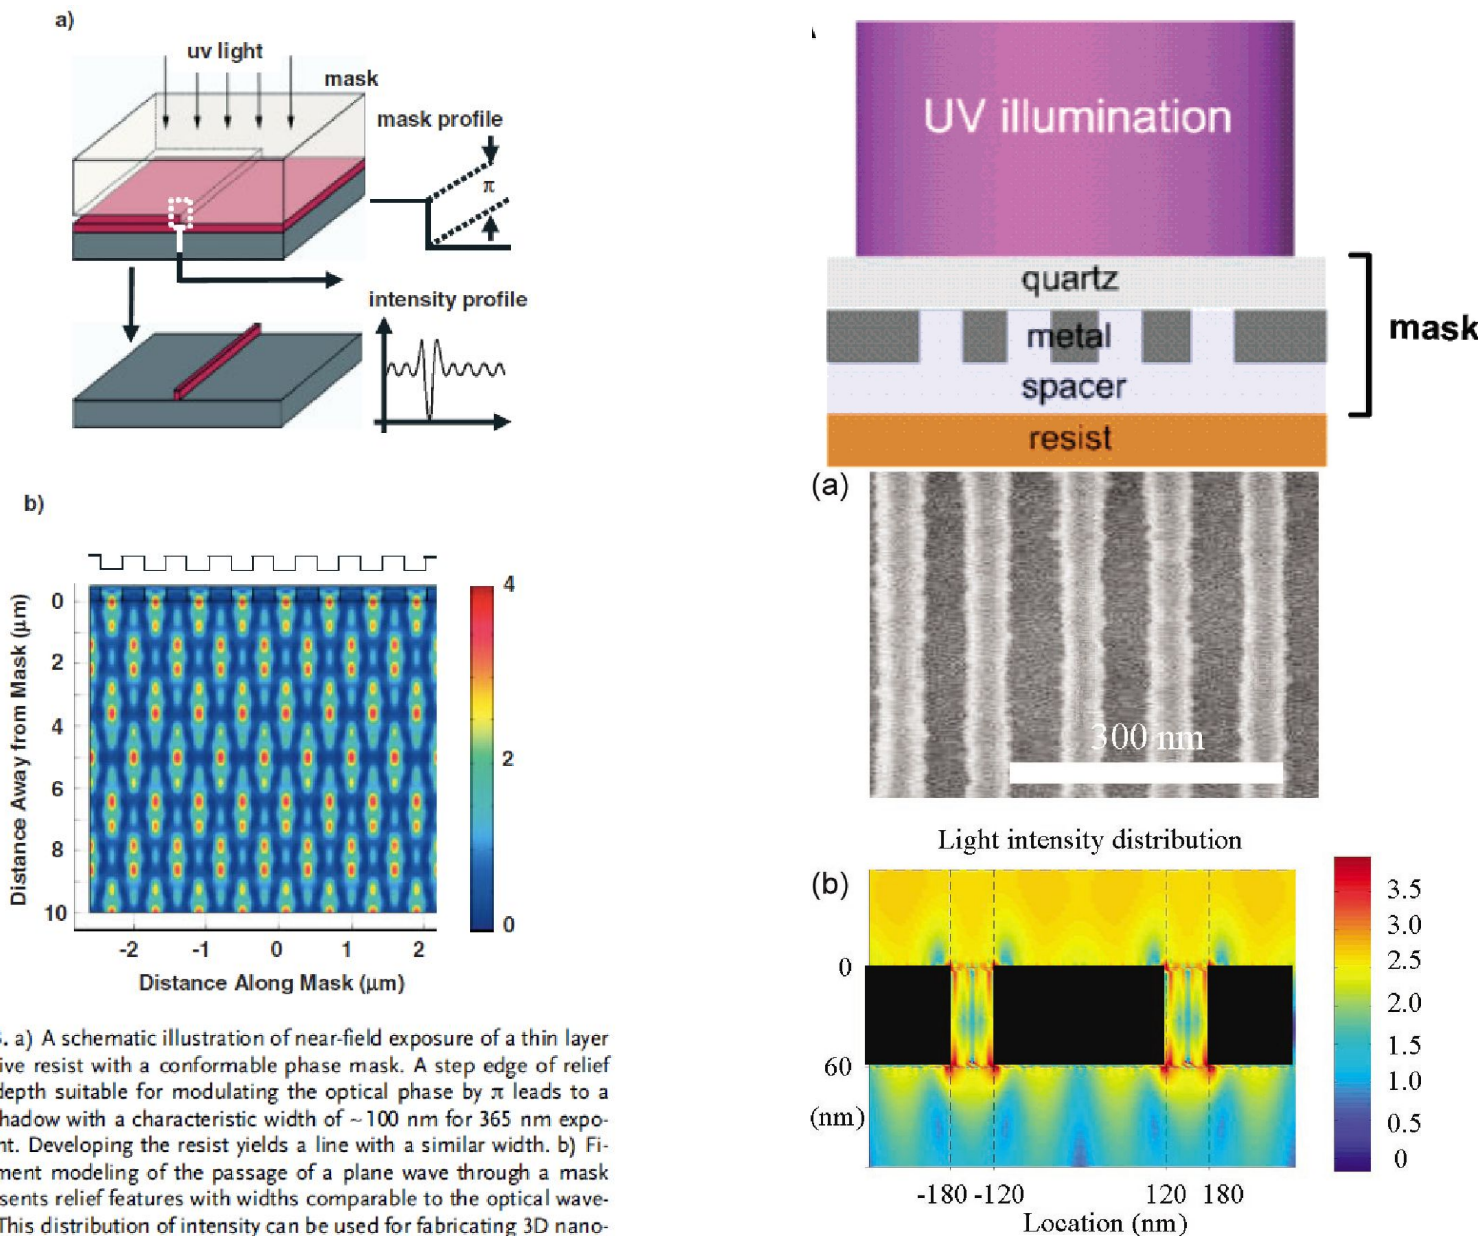 a)
uv light
mask
mask profile
π
intensity profile
b)
0
2
4
6
8
10
Distance Away from Mask (μm)
-2
-1
0
1
2
Distance Along Mask (μm)
4
2
0
. a) A schematic illustration of near-field exposure of a thin layer
ive resist with a conformable phase mask. A step edge of relief
depth suitable for modulating the optical phase by π leads to a
hadow with a characteristic width of ~100 nm for 365 nm expo-
nt. Developing the resist yields a line with a similar width. b) Fi-
ment modeling of the passage of a plane wave through a mask
sents relief features with widths comparable to the optical wave-
This distribution of intensity can be used for fabricating 3D nano-
UV illumination
quartz
metal
spacer
resist
mask
(a)
300 nm
Light intensity distribution
(b)
0
60
(nm)
-180 -120 120 180
Location (nm)
3.5
3.0
2.5
2.0
1.5
1.0
0.5
0